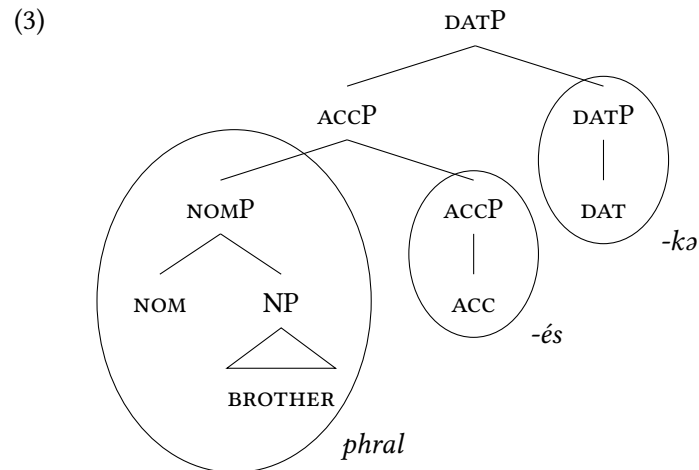 (3)
DATP
ACCP DATP
NOMP ACCP DAT
-kə
NOM NP ACC
-és
BROTHER
phral